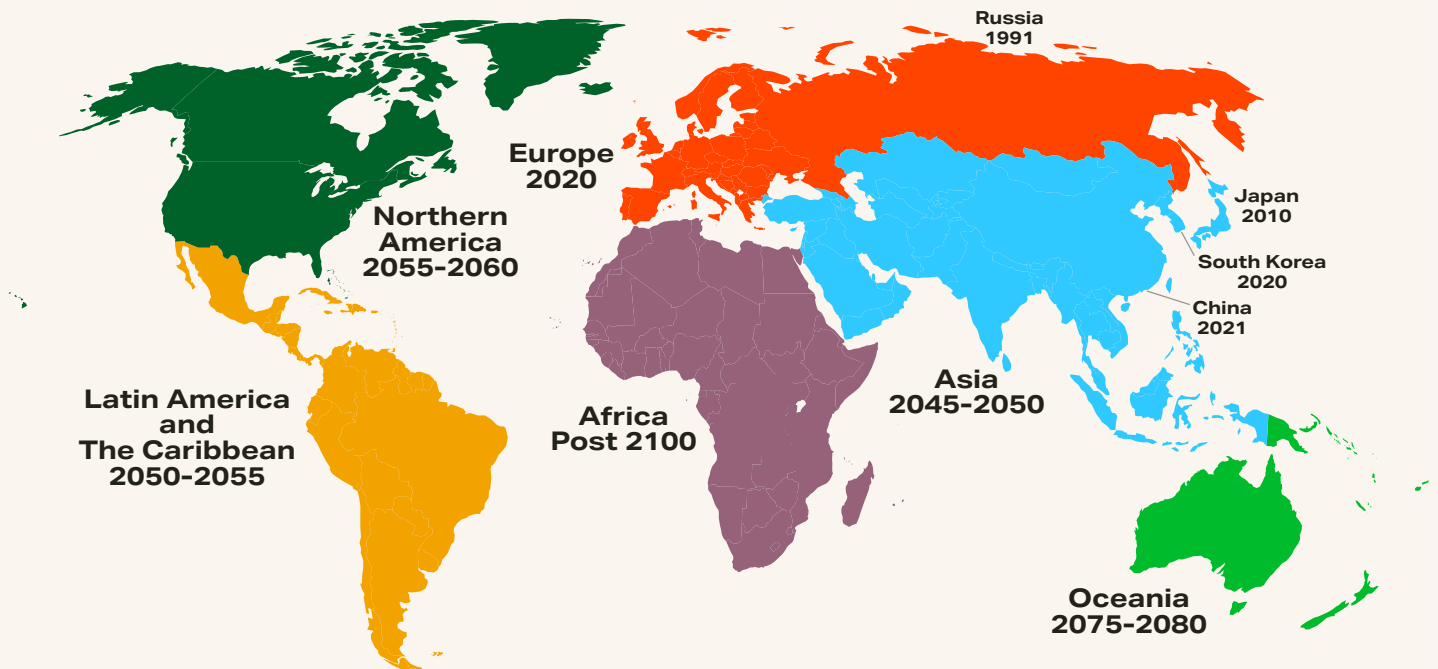 Russia
1991
Europe
2020
Northern
America
2055-2060
Japan
2010
South Korea
2020
China
2021
Asia
2045-2050
Latin America
and
The Caribbean
2050-2055
Africa
Post 2100
Oceania
2075-2080